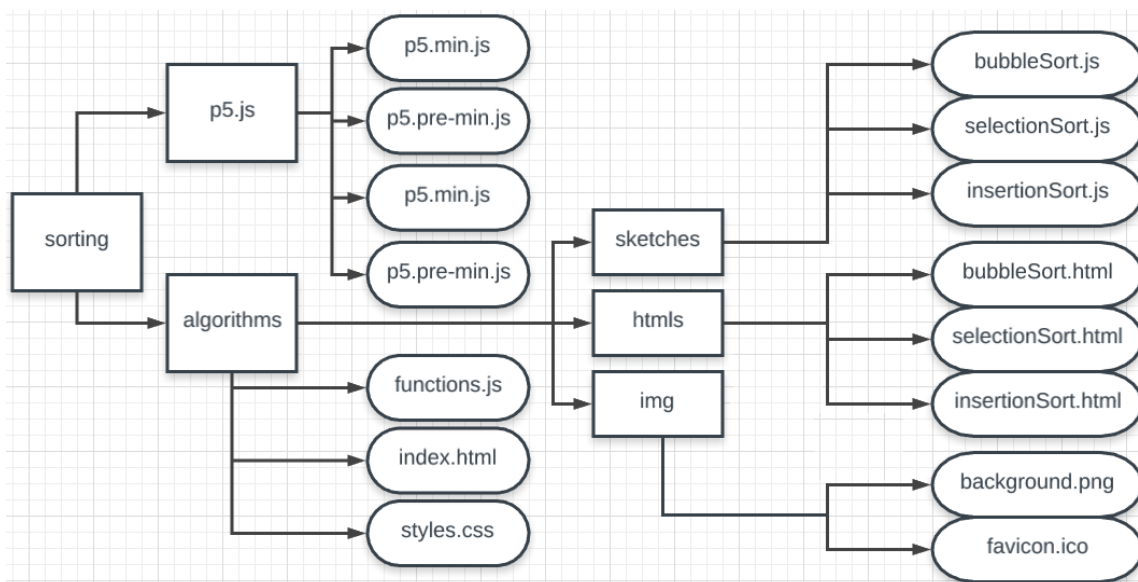 sorting
p5.js
p5.min.js
p5.pre-min.js
p5.min.js
p5.pre-min.js
algorithms
functions.js
index.html
styles.css
sketches
bubbleSort.js
selectionSort.js
insertionSort.js
htmls
bubbleSort.html
selectionSort.html
insertionSort.html
img
background.png
favicon.ico